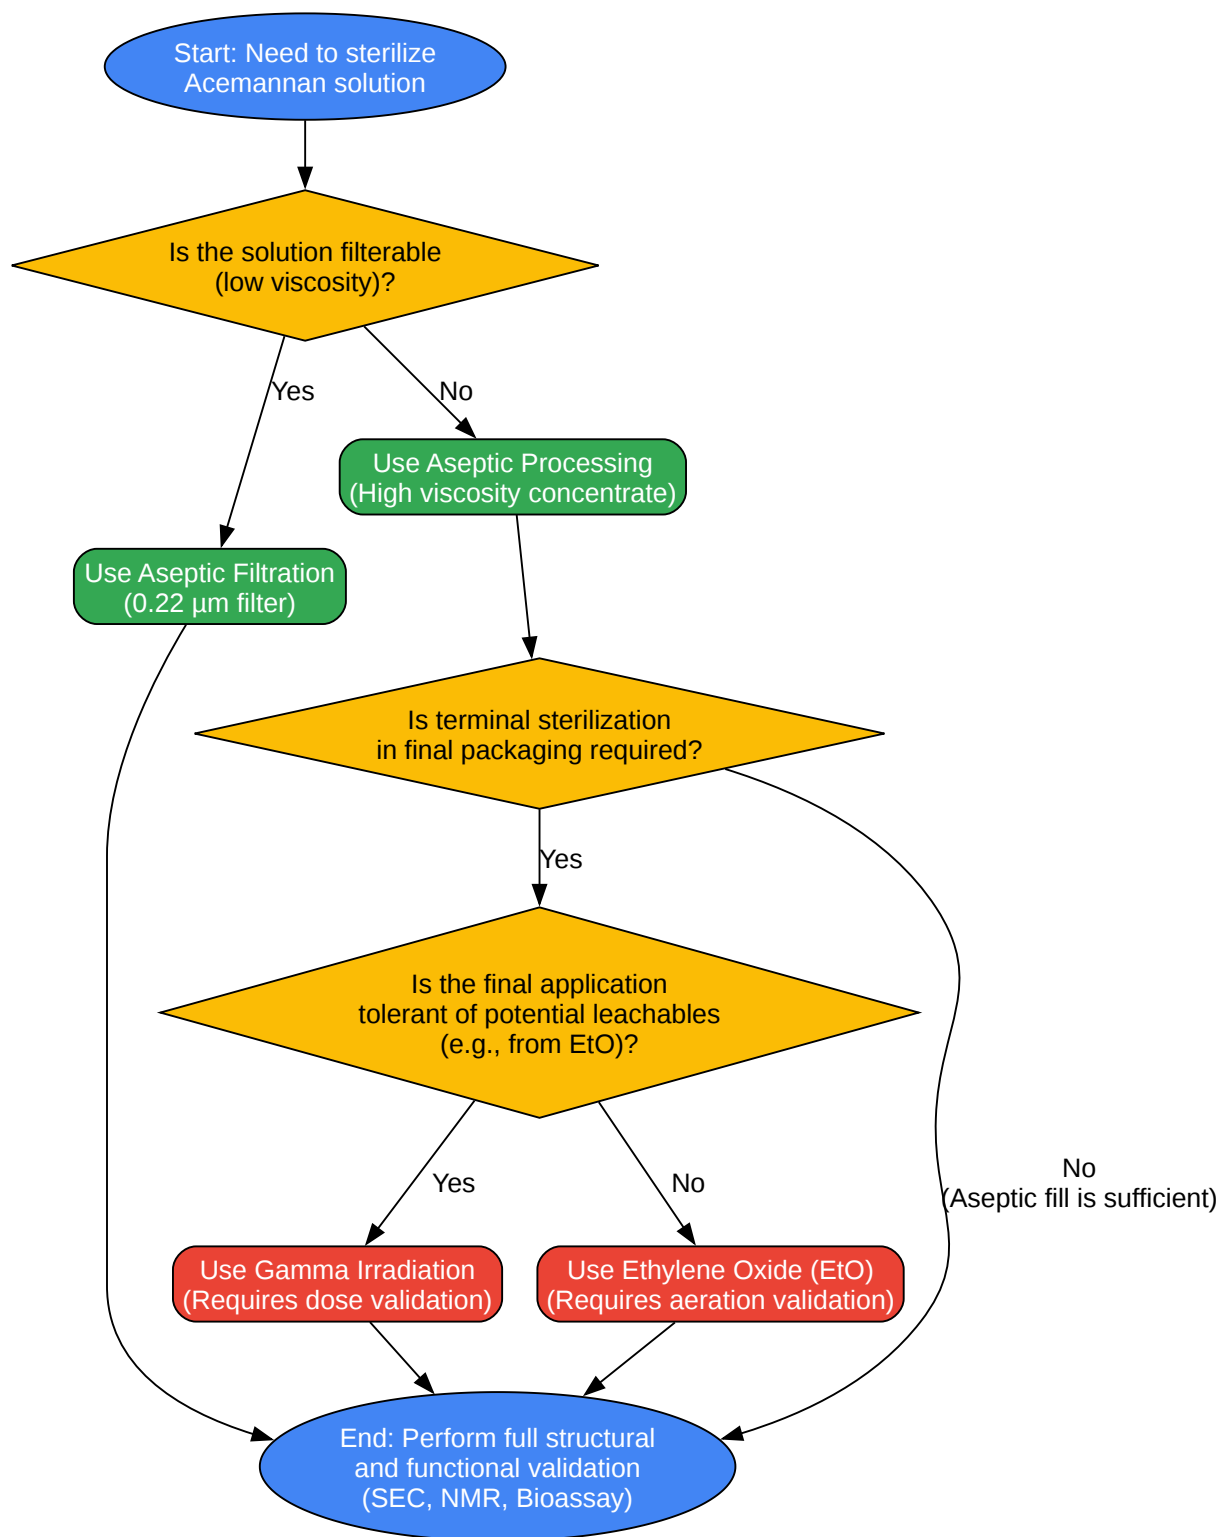 Start: Need to sterilize
Acemannan solution
Is the solution filterable
(low viscosity)?
Yes
No
Use Aseptic Processing
(High viscosity concentrate)
Use Aseptic Filtration
(0.22 µm filter)
Is terminal sterilization
in final packaging required?
Yes
Is the final application
tolerant of potential leachables
(e.g., from EtO)?
Yes
No
No
(Aseptic fill is sufficient)
Use Gamma Irradiation
(Requires dose validation)
Use Ethylene Oxide (EtO)
(Requires aeration validation)
End: Perform full structural
and functional validation
(SEC, NMR, Bioassay)